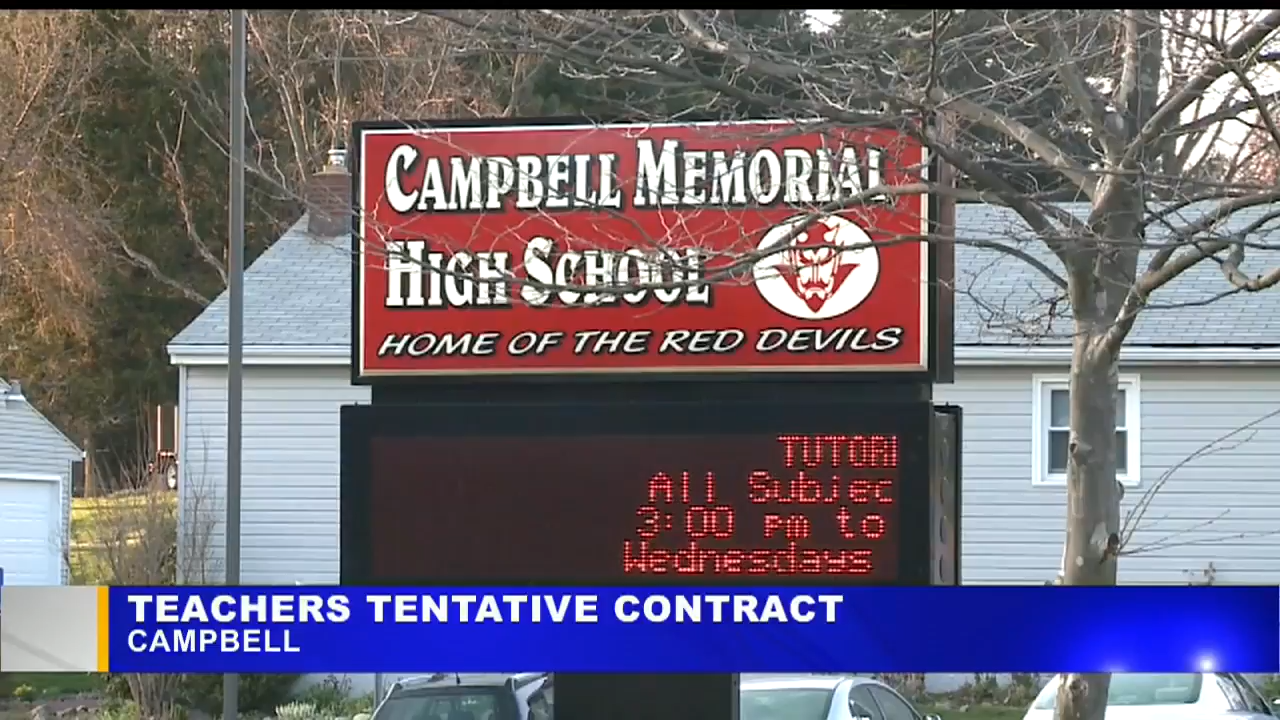 CAMPBELL MEMORIAL
HIGH SCHOOL
HOME OF THE RED DEVILS
TUTORI
All Subjec
3:00 pm to
Wednesdays
TEACHERS TENTATIVE CONTRACT
CAMPBELL